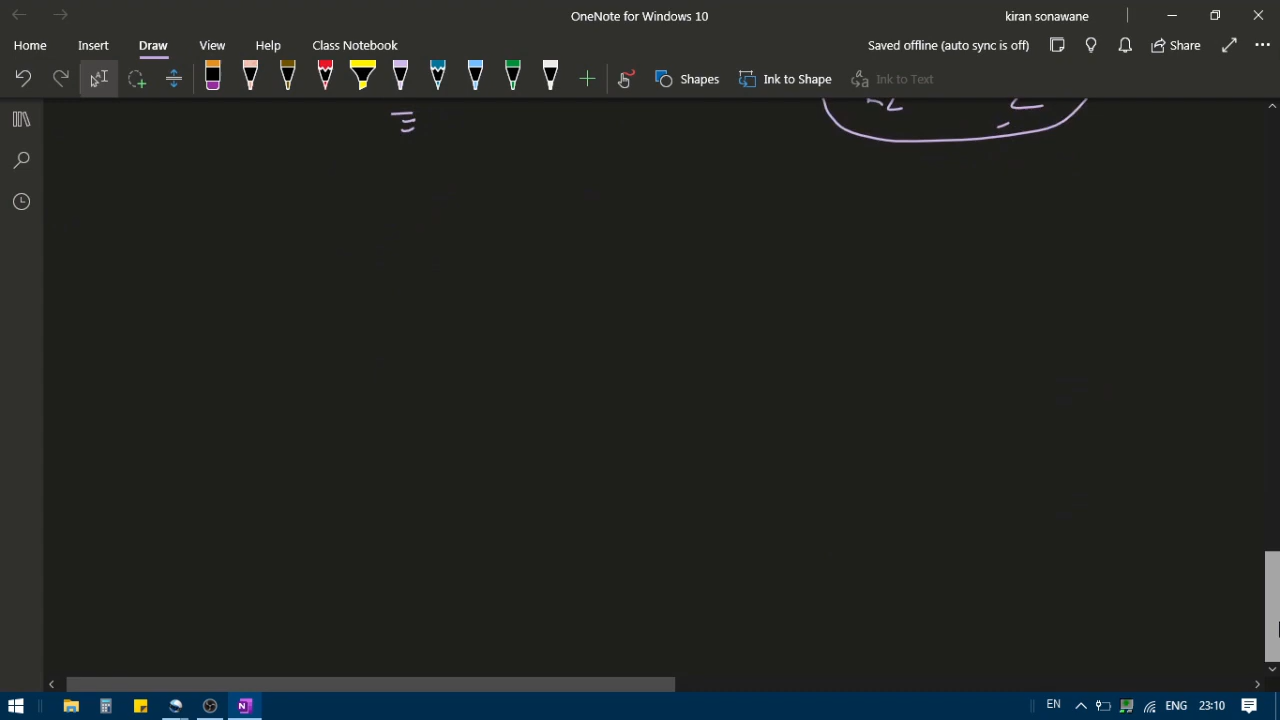 OneNote for Windows 10
kiran sonawane
Home
Insert
Draw
View
Help
Class Notebook
Saved offline (auto sync is off)
Share
Shapes
Ink to Shape
Ink to Text
EN
ENG
23:10